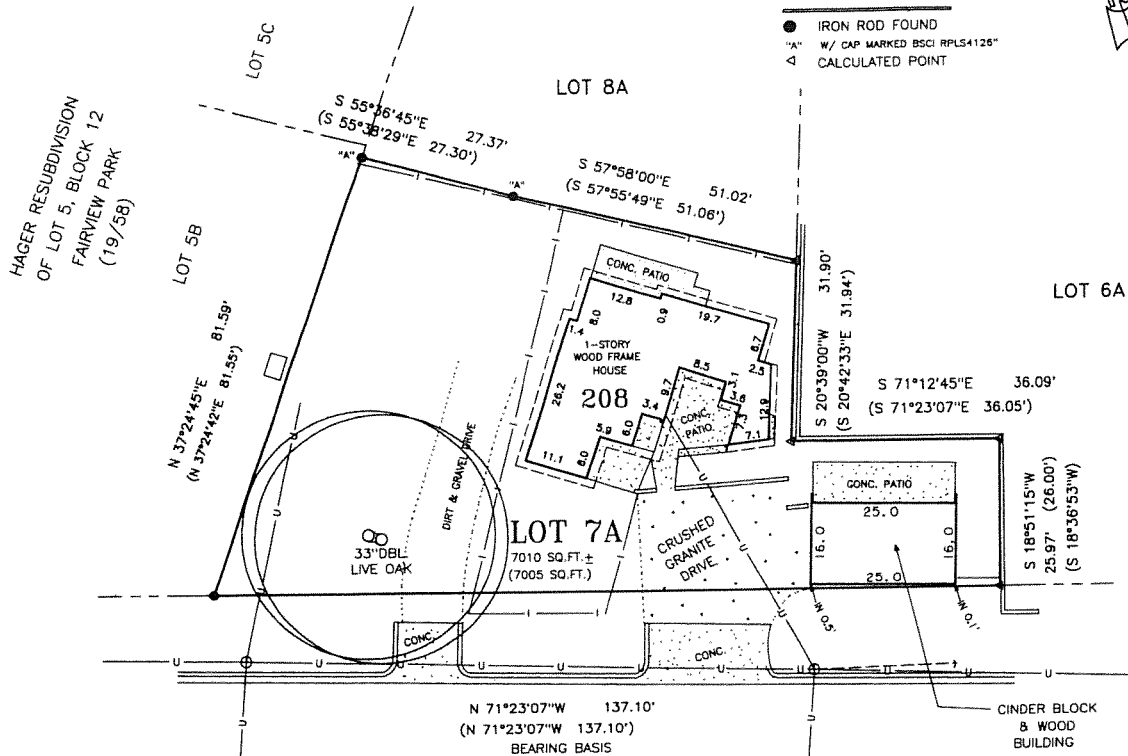 IRON ROD FOUND
"A" W/ CAP MARKED BSCI RPLS4126"
CALCULATED POINT
LOT 5C
LOT 8A
HAGER RESUBDIVISION
OF LOT 5, BLOCK 12
FAIRVIEW PARK
(19/58)
S 55°36'45"E 27.37'
(S 55°38'29"E 27.30')
"A"
"A"
S 57°58'00"E 51.02'
(S 57°55'49"E 51.06')
LOT 5B
LOT 6A
N 37°24'45"E 81.59'
(N 37°24'42"E 81.55')
S 20°39'00"W 31.90'
(S 20°42'33"E 31.94')
S 71°12'45"E 36.09'
(S 71°23'07"E 36.05')
S 18°51'15"W
25.97' (26.00')
(S 18°36'53"W)
CONC. PATIO
12.8
0.9
19.7
8.0
1.4
6.7
2.5
1-STORY
WOOD FRAME
HOUSE
208
26.2
8.5
3.1
3.6
9.7
12.9
7.3
7.1
3.4
CONC.
PATIO
5.9
6.0
11.1
8.0
DIRT & GRAVEL DRIVE
LOT 7A
7010 SQ.FT.±
(7005 SQ.FT.)
33"DBL
LIVE OAK
CRUSHED
GRANITE
DRIVE
CONC. PATIO
25.0
16.0
16.0
25.0
IN 0.5'
IN 0.1'
CONC.
CONC.
U
U
U
U
U
U
U
U
U
U
U
U
N 71°23'07"W 137.10'
(N 71°23'07"W 137.10')
BEARING BASIS
CINDER BLOCK
& WOOD
BUILDING